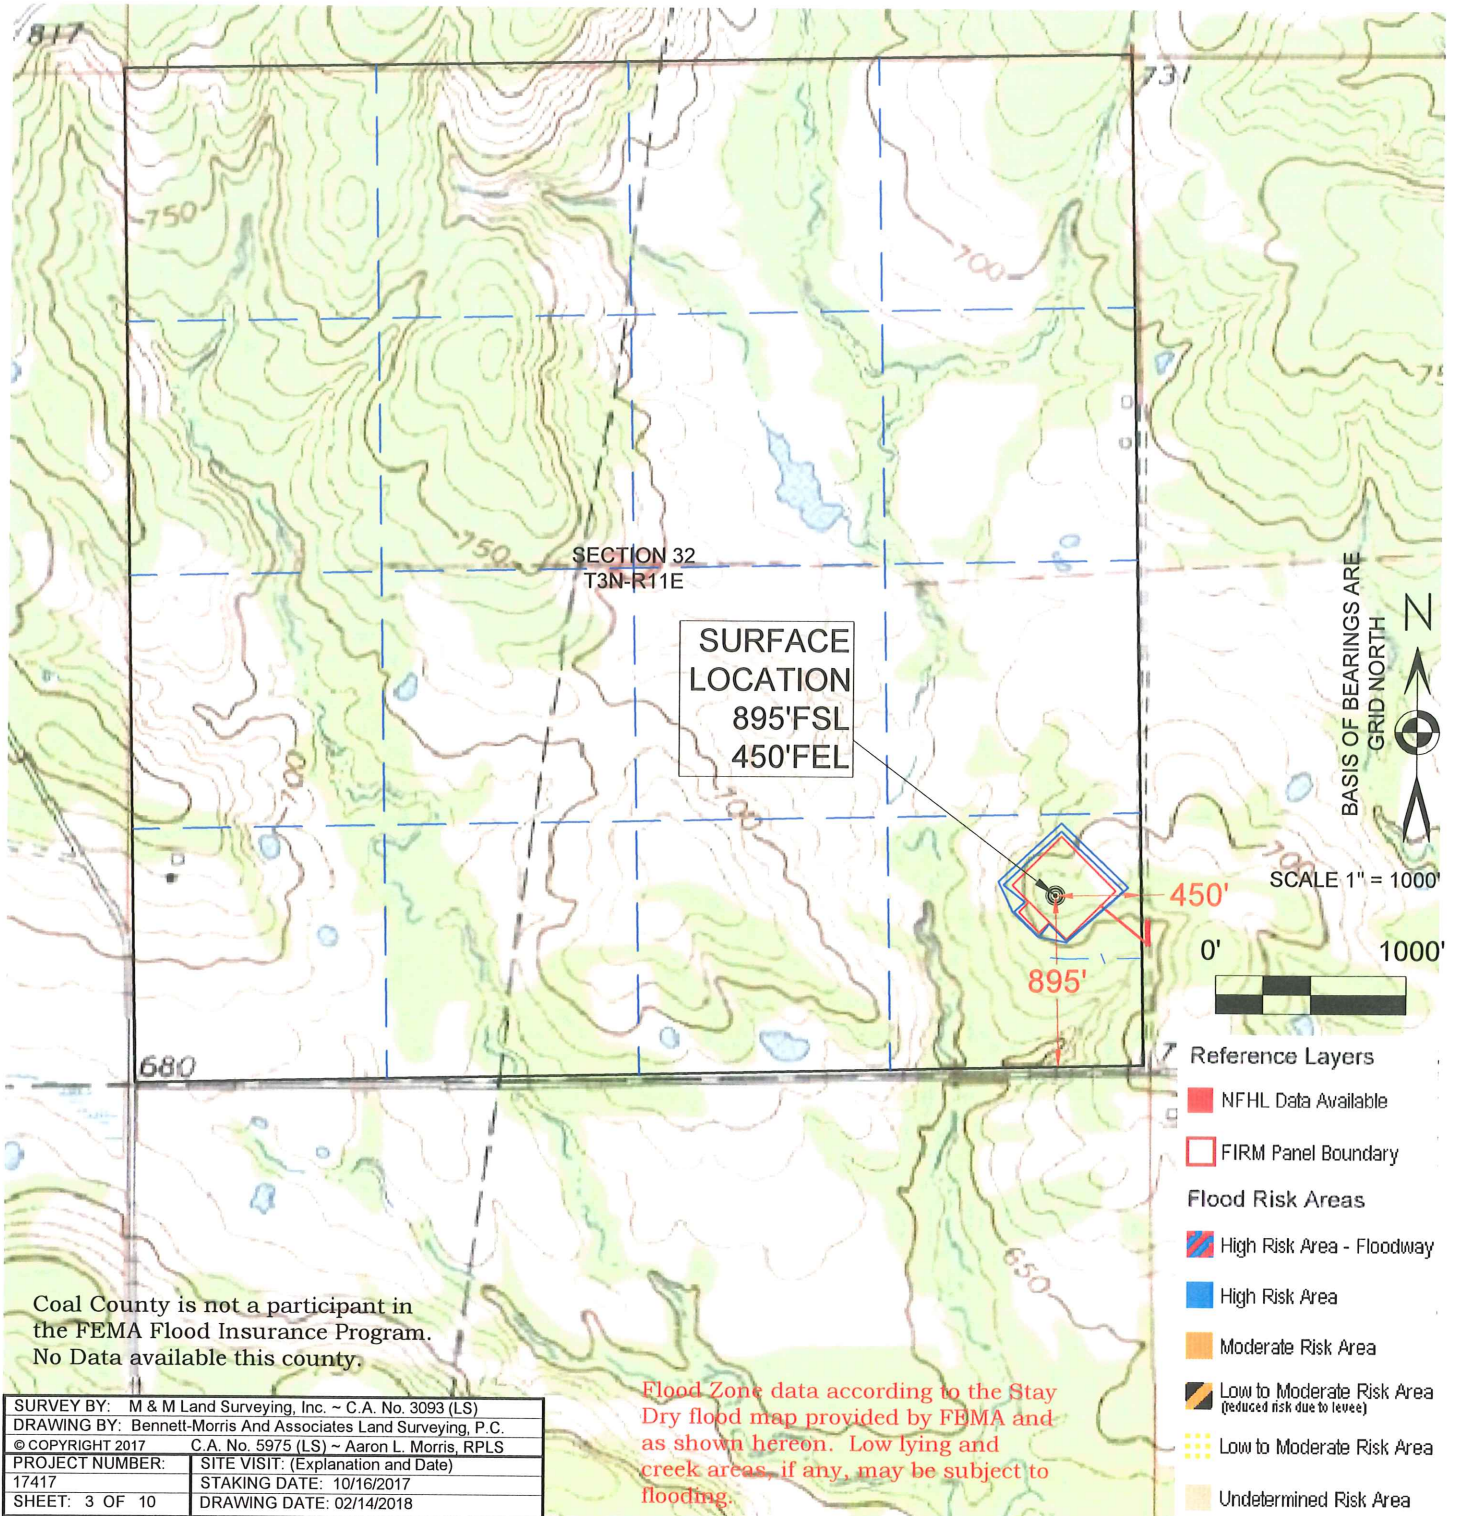 817
731
750
700
75
750
SECTION 32
T3N-R11E
SURFACE
LOCATION
895'FSL
450'FEL
BASIS OF BEARINGS ARE
GRID NORTH
N
700
700
700
SCALE 1" = 1000'
450'
0' 1000'
895'
680
7
Reference Layers
NFHL Data Available
FIRM Panel Boundary
Flood Risk Areas
High Risk Area - Floodway
High Risk Area
Moderate Risk Area
Low to Moderate Risk Area
(reduced risk due to levee)
Low to Moderate Risk Area
Undetermined Risk Area
650
Coal County is not a participant in
the FEMA Flood Insurance Program.
No Data available this county.
Flood Zone data according to the Stay
Dry flood map provided by FEMA and
as shown hereon. Low lying and
creek areas, if any, may be subject to
flooding.
SURVEY BY: M & M Land Surveying, Inc. ~ C.A. No. 3093 (LS)
DRAWING BY: Bennett-Morris And Associates Land Surveying, P.C.
© COPYRIGHT 2017 C.A. No. 5975 (LS) ~ Aaron L. Morris, RPLS
PROJECT NUMBER: SITE VISIT: (Explanation and Date)
17417 STAKING DATE: 10/16/2017
SHEET: 3 OF 10 DRAWING DATE: 02/14/2018